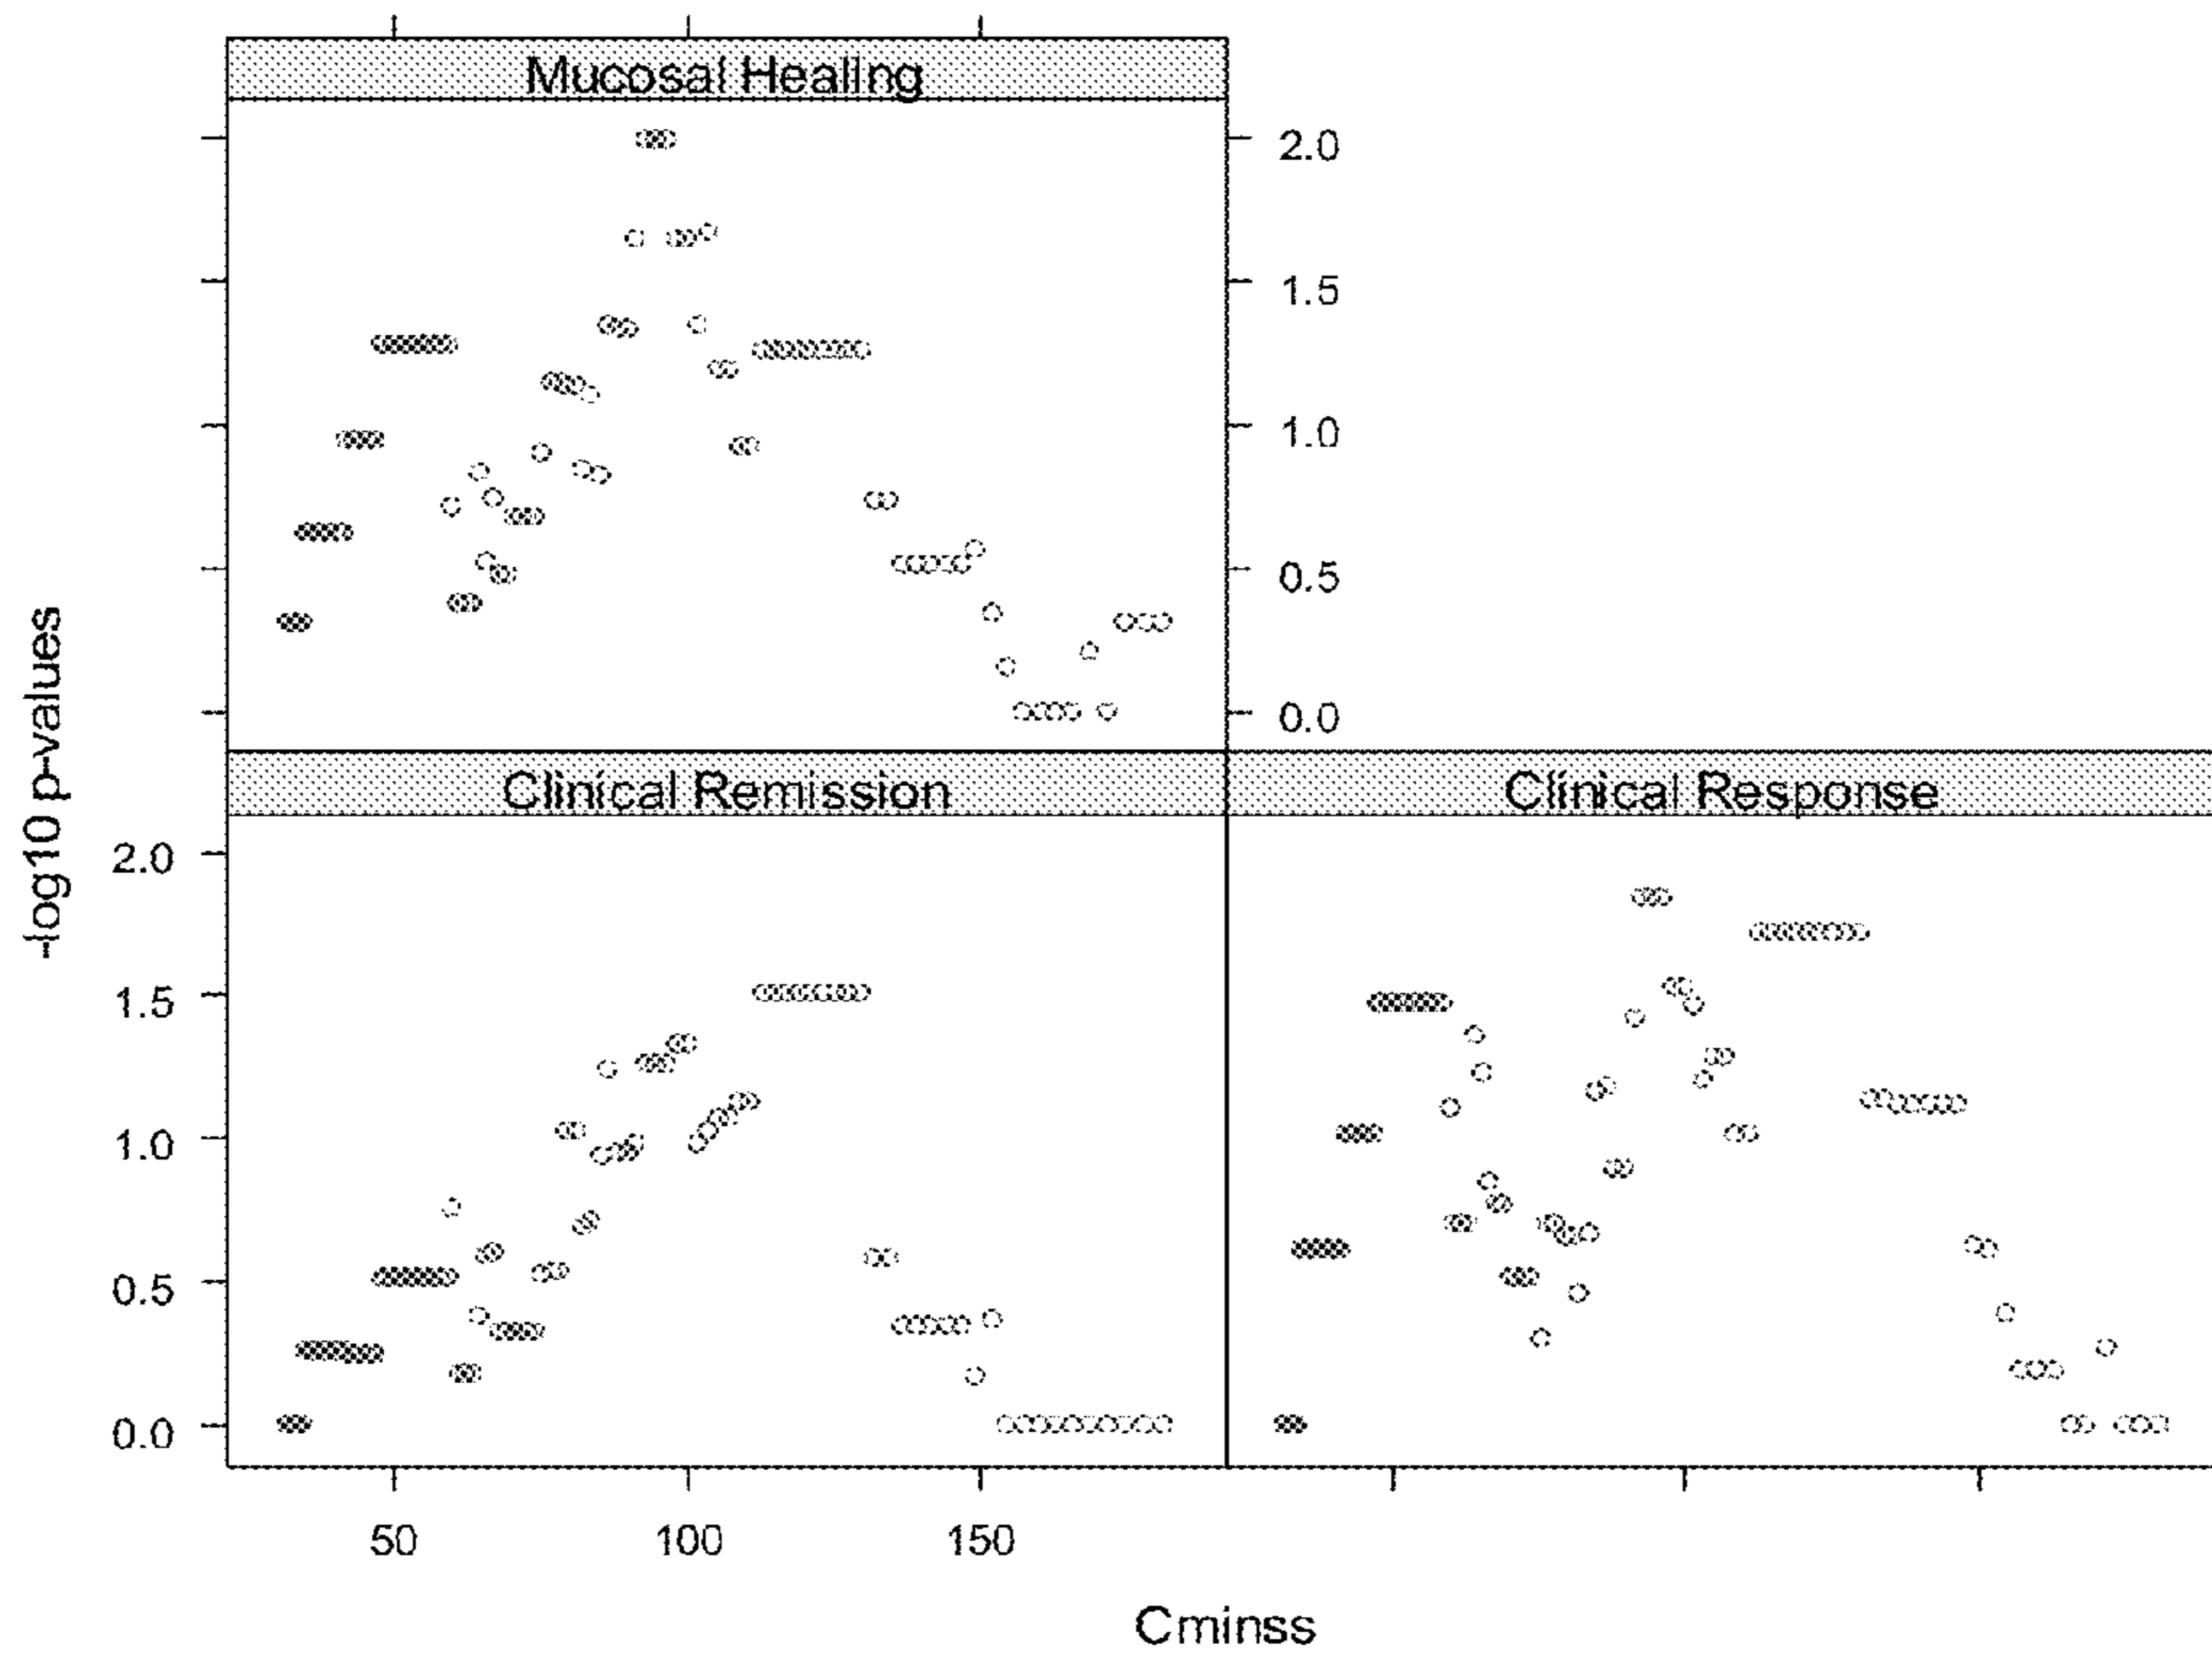 Mucosal Healing
2.0
1.5
1.0
0.5
0.0
-log10 p-values
Clinical Remission
Clinical Response
2.0
1.5
1.0
0.5
0.0
50 100 150
Cminss